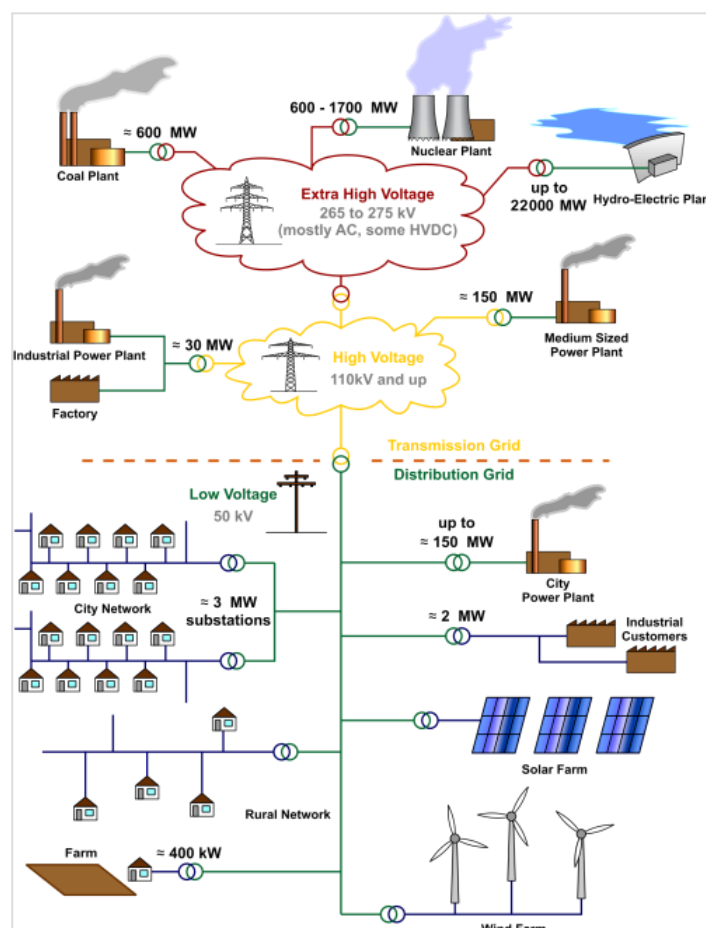 ≈ 600 MW
Coal Plant
600 - 1700 MW
Nuclear Plant
Extra High Voltage
265 to 275 kV
(mostly AC, some HVDC)
up to
22000 MW
Hydro-Electric Plan
Industrial Power Plant
≈ 30 MW
Factory
High Voltage
110kV and up
≈ 150 MW
Medium Sized
Power Plant
Transmission Grid
Distribution Grid
Low Voltage
50 kV
up to
≈ 150 MW
City
Power Plant
City Network
≈ 3 MW
substations
≈ 2 MW
Industrial
Customers
Solar Farm
Rural Network
Farm
≈ 400 kW
Wind Farm